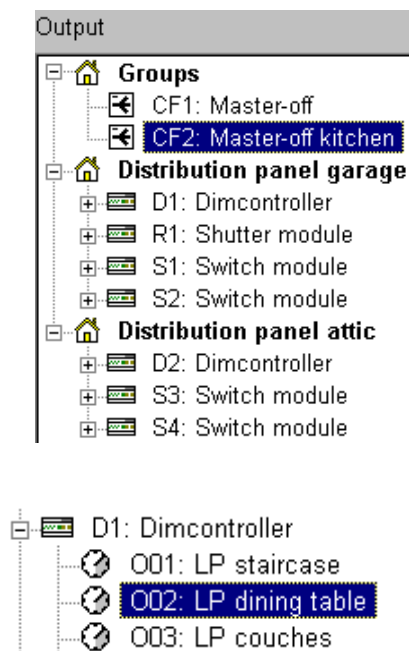 Output
Groups
CF1: Master-off
CF2: Master-off kitchen
Distribution panel garage
D1: Dimcontroller
R1: Shutter module
S1: Switch module
S2: Switch module
Distribution panel attic
D2: Dimcontroller
S3: Switch module
S4: Switch module
D1: Dimcontroller
O01: LP staircase
O02: LP dining table
O03: LP couches